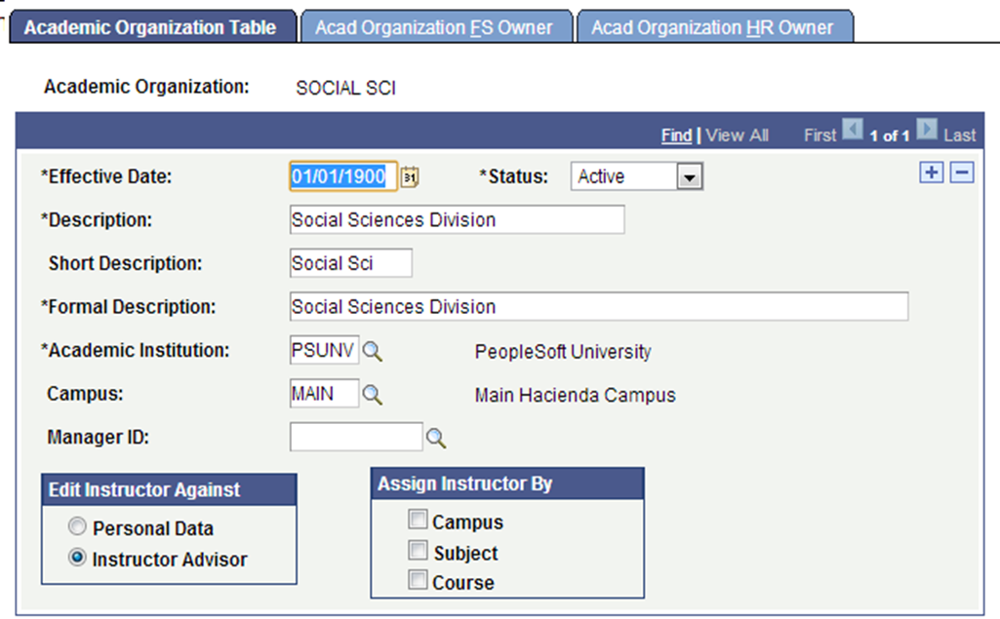 Academic Organization Table Acad Organization FS Owner Acad Organization HR Owner
Academic Organization: SOCIAL SCI
Find | View All First 1 of 1 Last
*Effective Date: 01/01/1900 31 *Status: Active
*Description: Social Sciences Division
Short Description: Social Sci
*Formal Description: Social Sciences Division
*Academic Institution: PSUNV PeopleSoft University
Campus: MAIN Main Hacienda Campus
Manager ID:
Edit Instructor Against Assign Instructor By
Personal Data Campus
Instructor Advisor Subject
Course